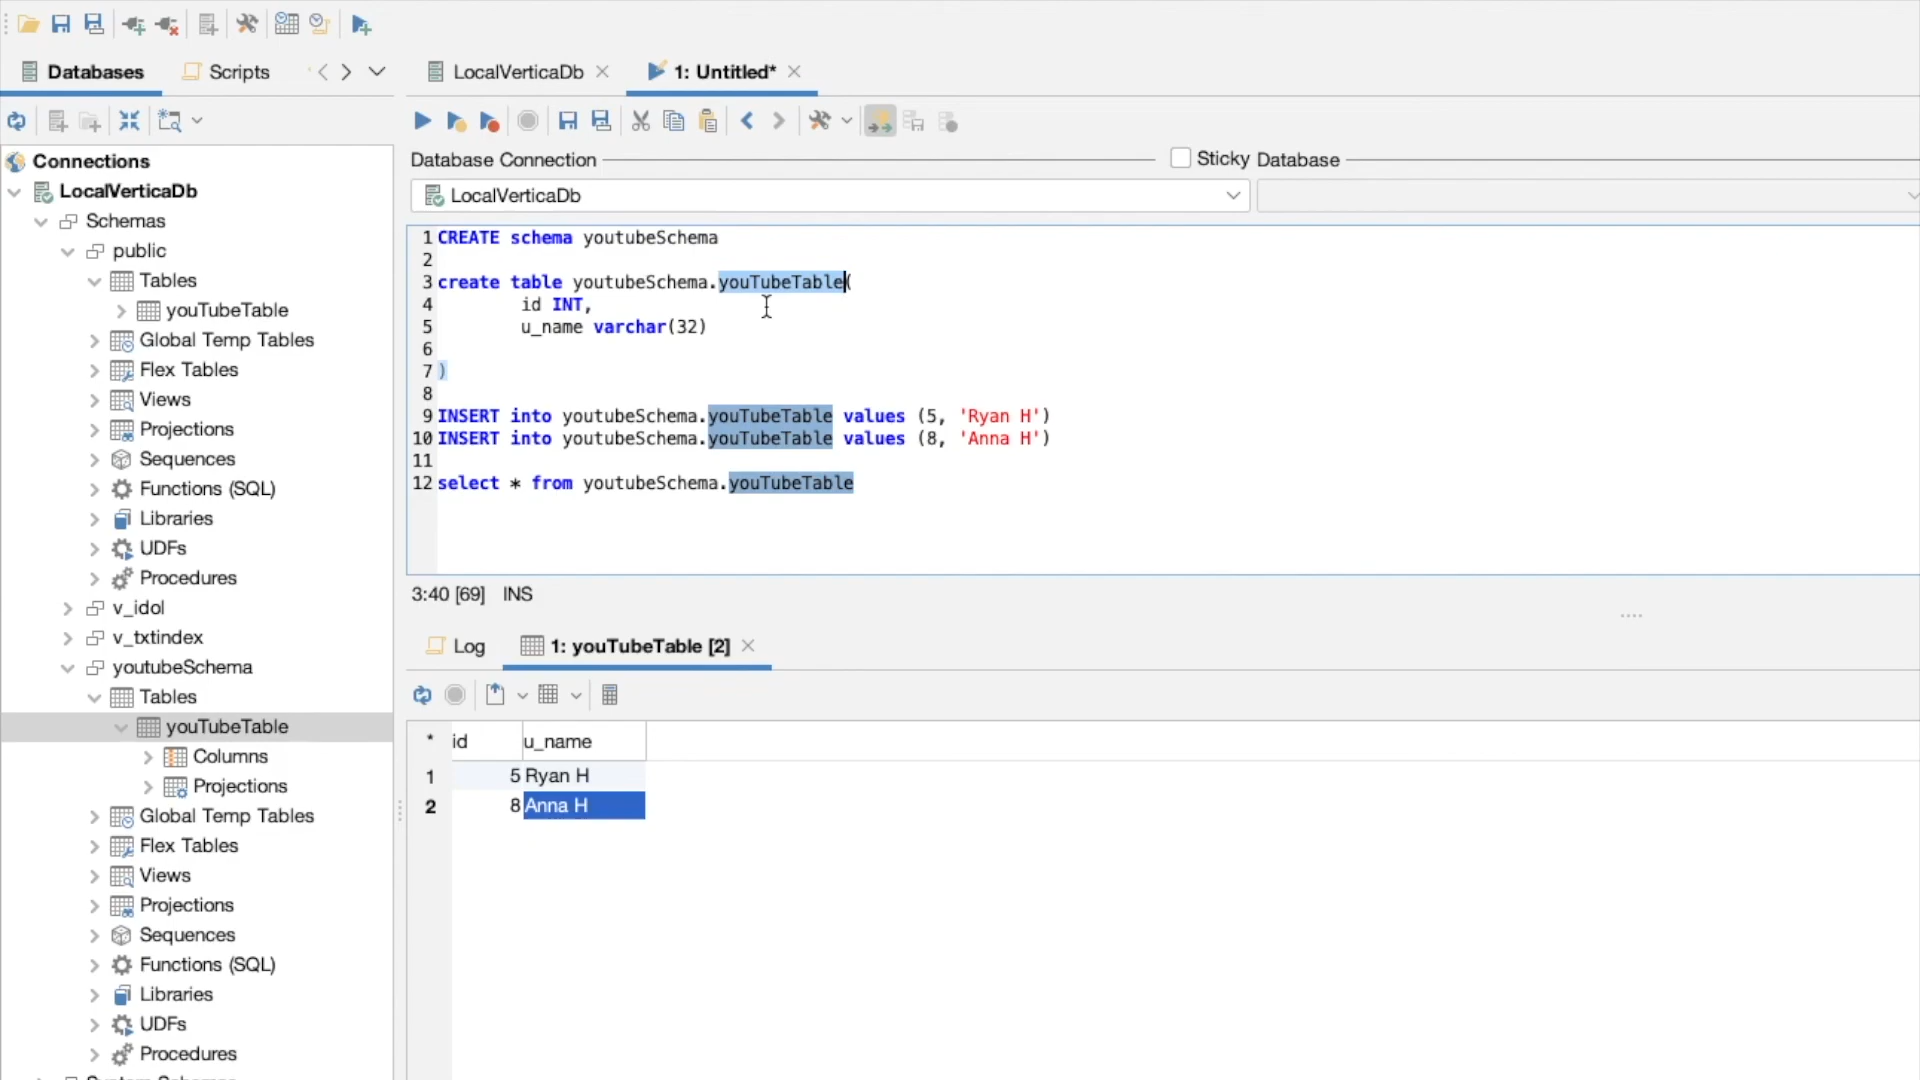 Databases
Scripts
LocalVerticaDb
1: Untitled*
Database Connection
Sticky
Database
Connections
LocalVerticaDb
Schemas
public
Tables
youTubeTable
Global Temp Tables
Flex Tables
Views
Projections
Sequences
Functions (SQL)
Libraries
UDFs
Procedures
v_idol
v_txtindex
youtubeSchema
Tables
youTubeTable
Columns
Projections
Global Temp Tables
Flex Tables
Views
Projections
Sequences
Functions (SQL)
Libraries
UDFs
Procedures
LocalVerticaDb
1 CREATE schema youtubeSchema
2
3 create table youtubeSchema.youTubeTable(
4 id INT,
5 u_name varchar(32)
6
7 )
8
9 INSERT into youtubeSchema.youTubeTable values (5, 'Ryan H')
10 INSERT into youtubeSchema.youTubeTable values (8, 'Anna H')
11
12 select * from youtubeSchema.youTubeTable
3:40 [69] INS
Log
1: youTubeTable [2]
* id u_name
1 5 Ryan H
2 8 Anna H